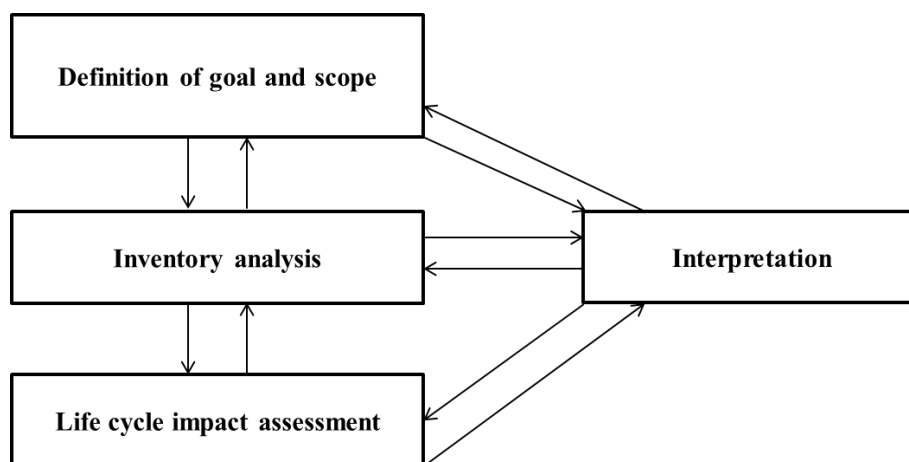 Definition of goal and scope
Inventory analysis
Interpretation
Life cycle impact assessment